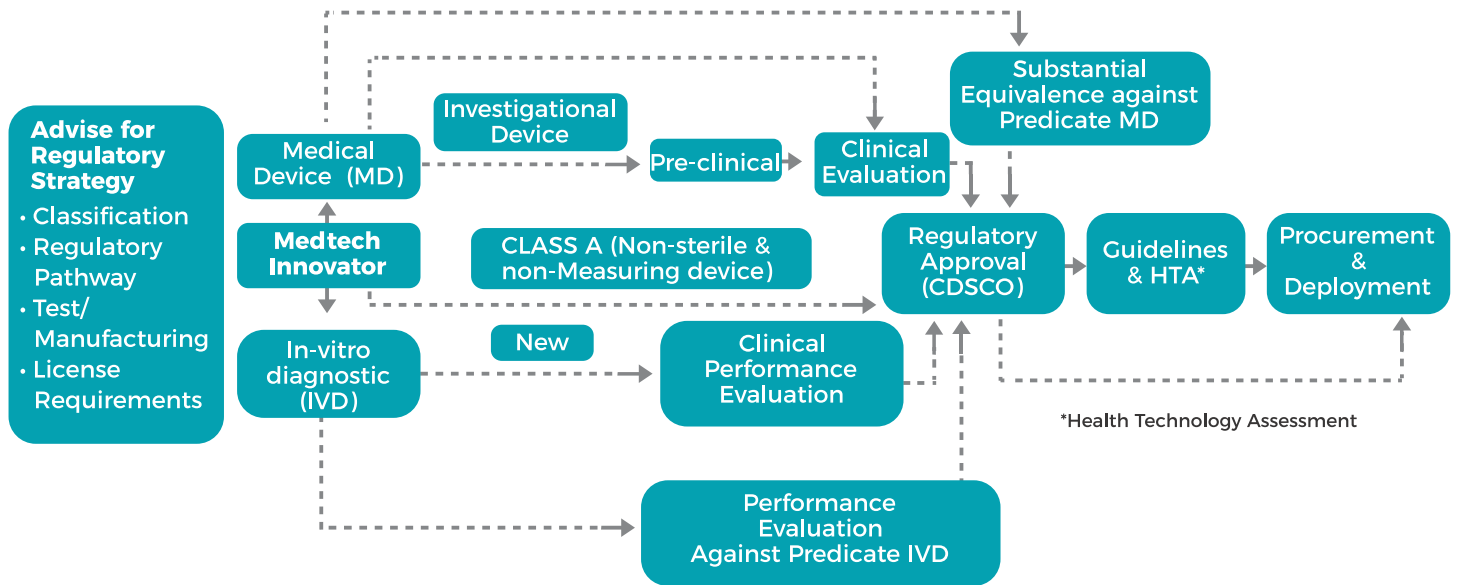 Advise for
Regulatory
Strategy
• Classification
• Regulatory
Pathway
• Test/
Manufacturing
• License
Requirements
Medical
Device (MD)
Medtech
Innovator
In-vitro
diagnostic
(IVD)
Investigational
Device
Pre-clinical
Clinical
Evaluation
Substantial
Equivalence against
Predicate MD
CLASS A (Non-sterile &
non-Measuring device)
New
Clinical
Performance
Evaluation
Performance
Evaluation
Against Predicate IVD
Regulatory
Approval
(CDSCO)
Guidelines
& HTA*
Procurement
&
Deployment
*Health Technology Assessment